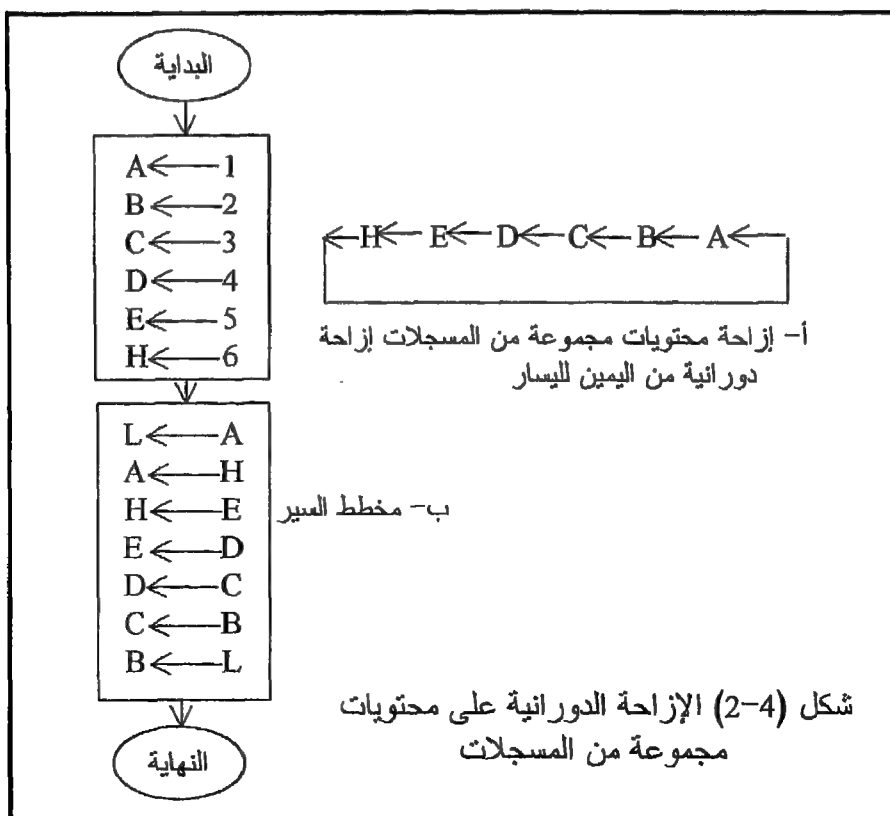 البداية
A←1
B←2
C←3
D←4
E←5
H←6
←H← E← D← C← B← A←
أ- إزاحة محتويات مجموعة من المسجلات إزاحة
دورانية من اليمين لليسار
L←A
A←H
H←E
E←D
D←C
C←B
B←L
ب- مخطط السير
النهاية
شكل (4-2) الإزاحة الدورانية على محتويات
مجموعة من المسجلات